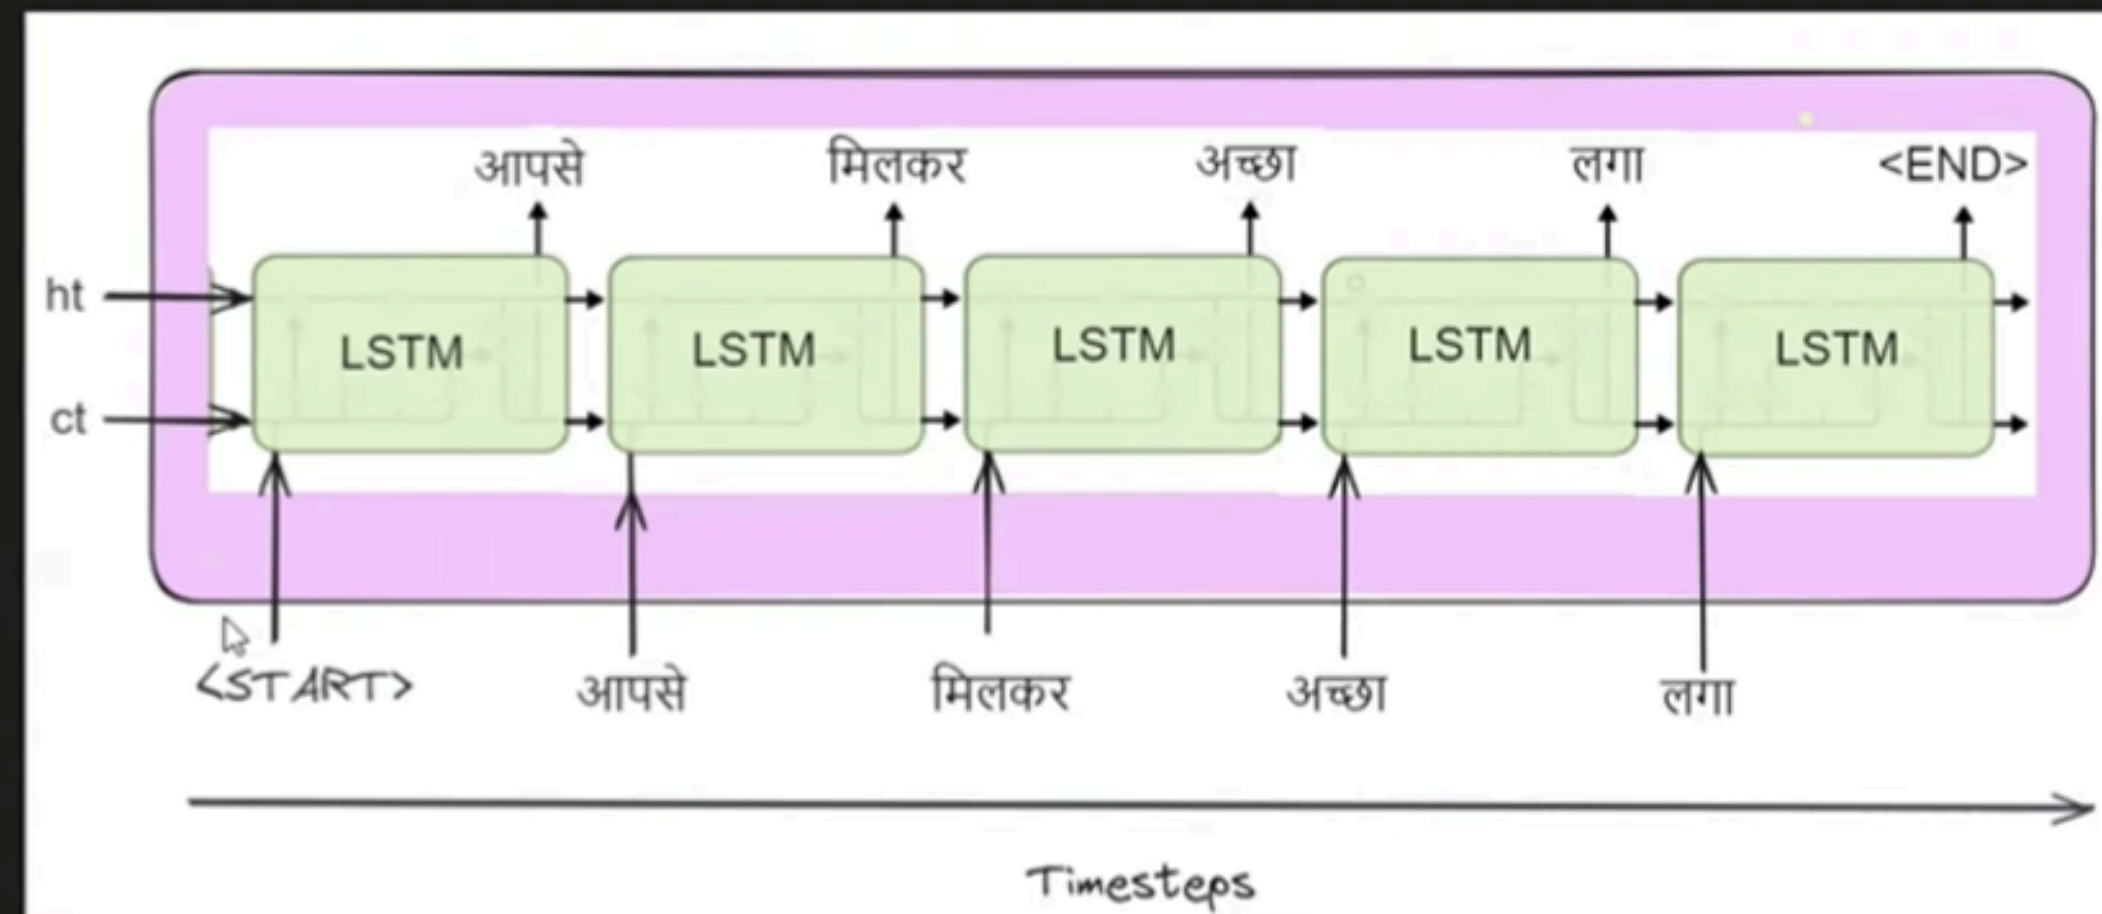 आपसे मिलकर अच्छा लगा <END>
ht
LSTM LSTM LSTM LSTM LSTM
ct
<START> आपसे मिलकर अच्छा लगा
Timesteps